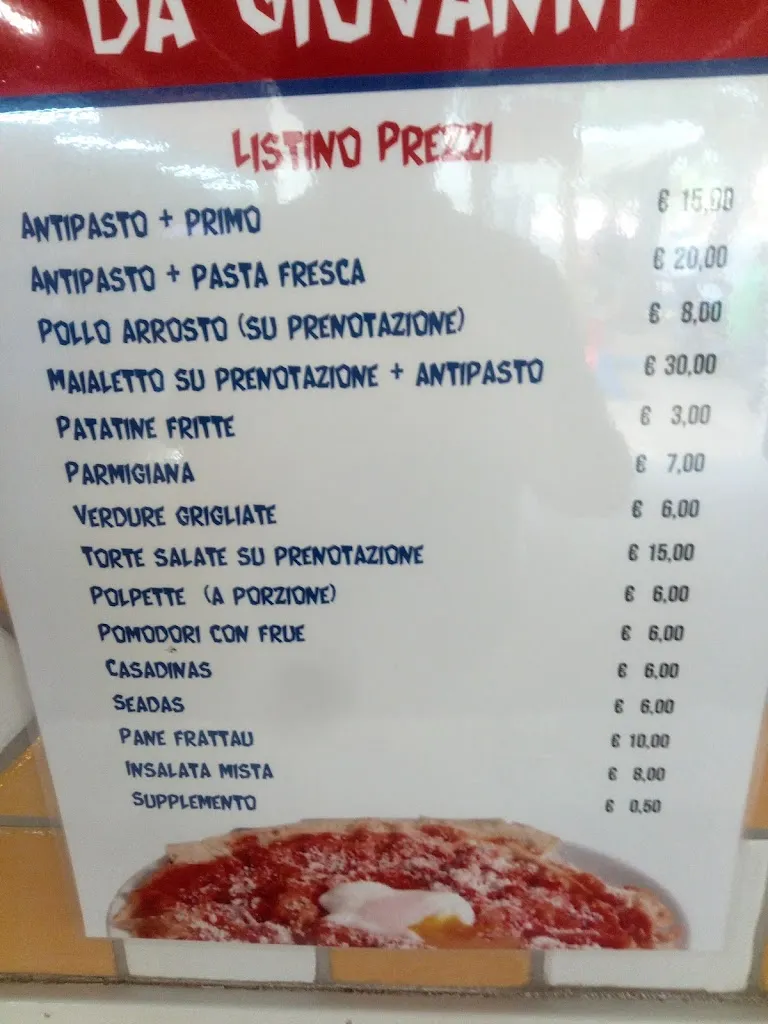 DA GIOVANNI
LISTINO PREZZI
ANTIPASTO + PRIMO € 15,00
ANTIPASTO + PASTA FRESCA € 20,00
POLLO ARROSTO (SU PRENOTAZIONE) € 8,00
MAIALETTO SU PRENOTAZIONE + ANTIPASTO € 30,00
PATATINE FRITTE € 3,00
PARMIGIANA € 7,00
VERDURE GRIGLIATE € 6,00
TORTE SALATE SU PRENOTAZIONE € 15,00
POLPETTE (A PORZIONE) € 6,00
POMODORI CON FRUE € 6,00
CASADINAS € 6,00
SEADAS € 6,00
PANE FRATTAU € 10,00
INSALATA MISTA € 8,00
SUPPLEMENTO € 0,50